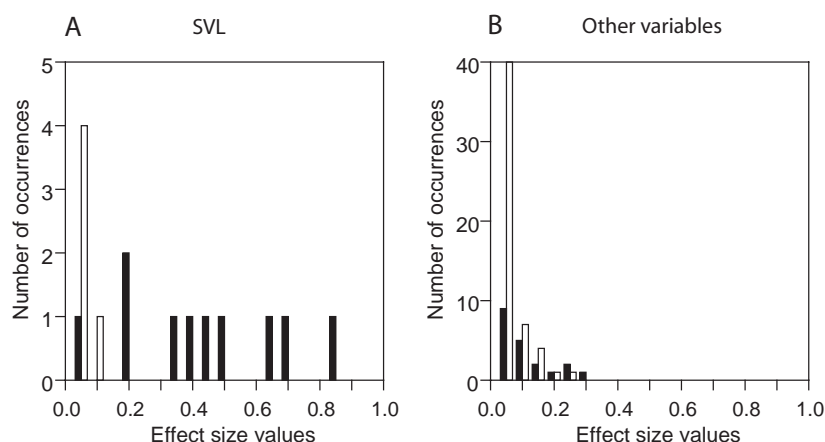 A SVL
5
4
3
2
1
0
Number of occurrences
0.0 0.2 0.4 0.6 0.8 1.0
Effect size values
B Other variables
40
30
20
10
0
Number of occurrences
0.0 0.2 0.4 0.6 0.8 1.0
Effect size values